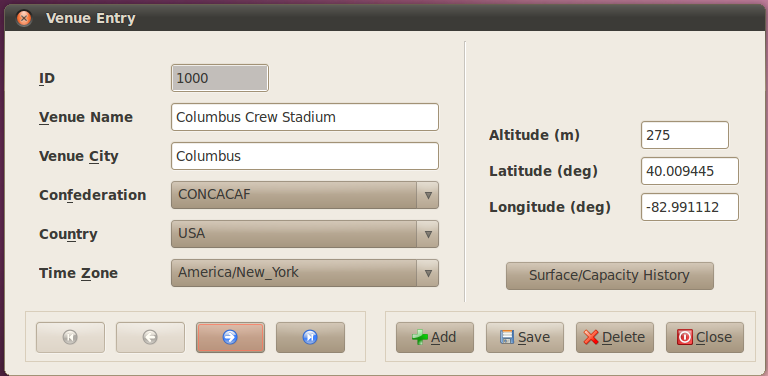 Venue Entry
ID 1000
Venue Name Columbus Crew Stadium
Venue City Columbus
Confederation CONCACAF
Country USA
Time Zone America/New_York
Altitude (m) 275
Latitude (deg) 40.009445
Longitude (deg) -82.991112
Surface/Capacity History
Add Save Delete Close